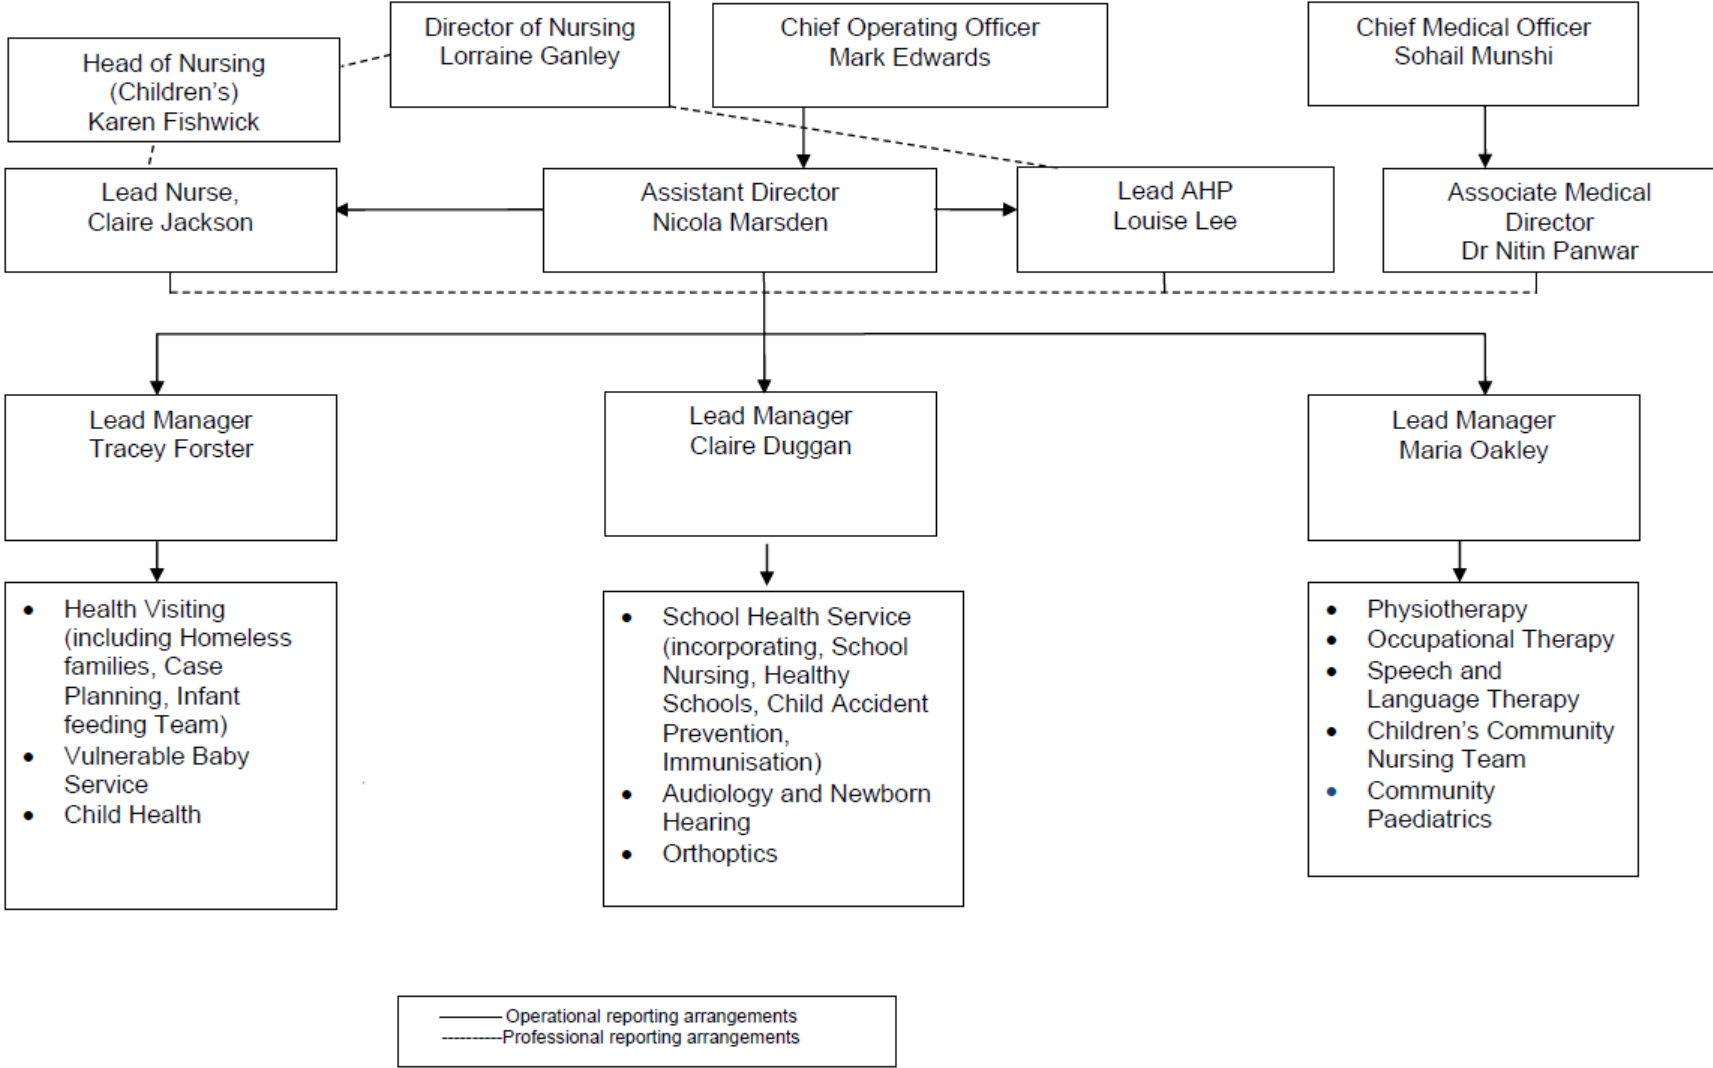 Director of Nursing
Lorraine Ganley
Chief Operating Officer
Mark Edwards
Chief Medical Officer
Sohail Munshi
Head of Nursing
(Children's)
Karen Fishwick
Lead Nurse,
Claire Jackson
Assistant Director
Nicola Marsden
Lead AHP
Louise Lee
Associate Medical
Director
Dr Nitin Panwar
Lead Manager
Tracey Forster
Lead Manager
Claire Duggan
Lead Manager
Maria Oakley
• Health Visiting
(including Homeless
families, Case
Planning, Infant
feeding Team)
• Vulnerable Baby
Service
• Child Health
• School Health Service
(incorporating, School
Nursing, Healthy
Schools, Child Accident
Prevention,
Immunisation)
• Audiology and Newborn
Hearing
• Orthoptics
• Physiotherapy
• Occupational Therapy
• Speech and
Language Therapy
• Children's Community
Nursing Team
• Community
Paediatrics
Operational reporting arrangements
Professional reporting arrangements